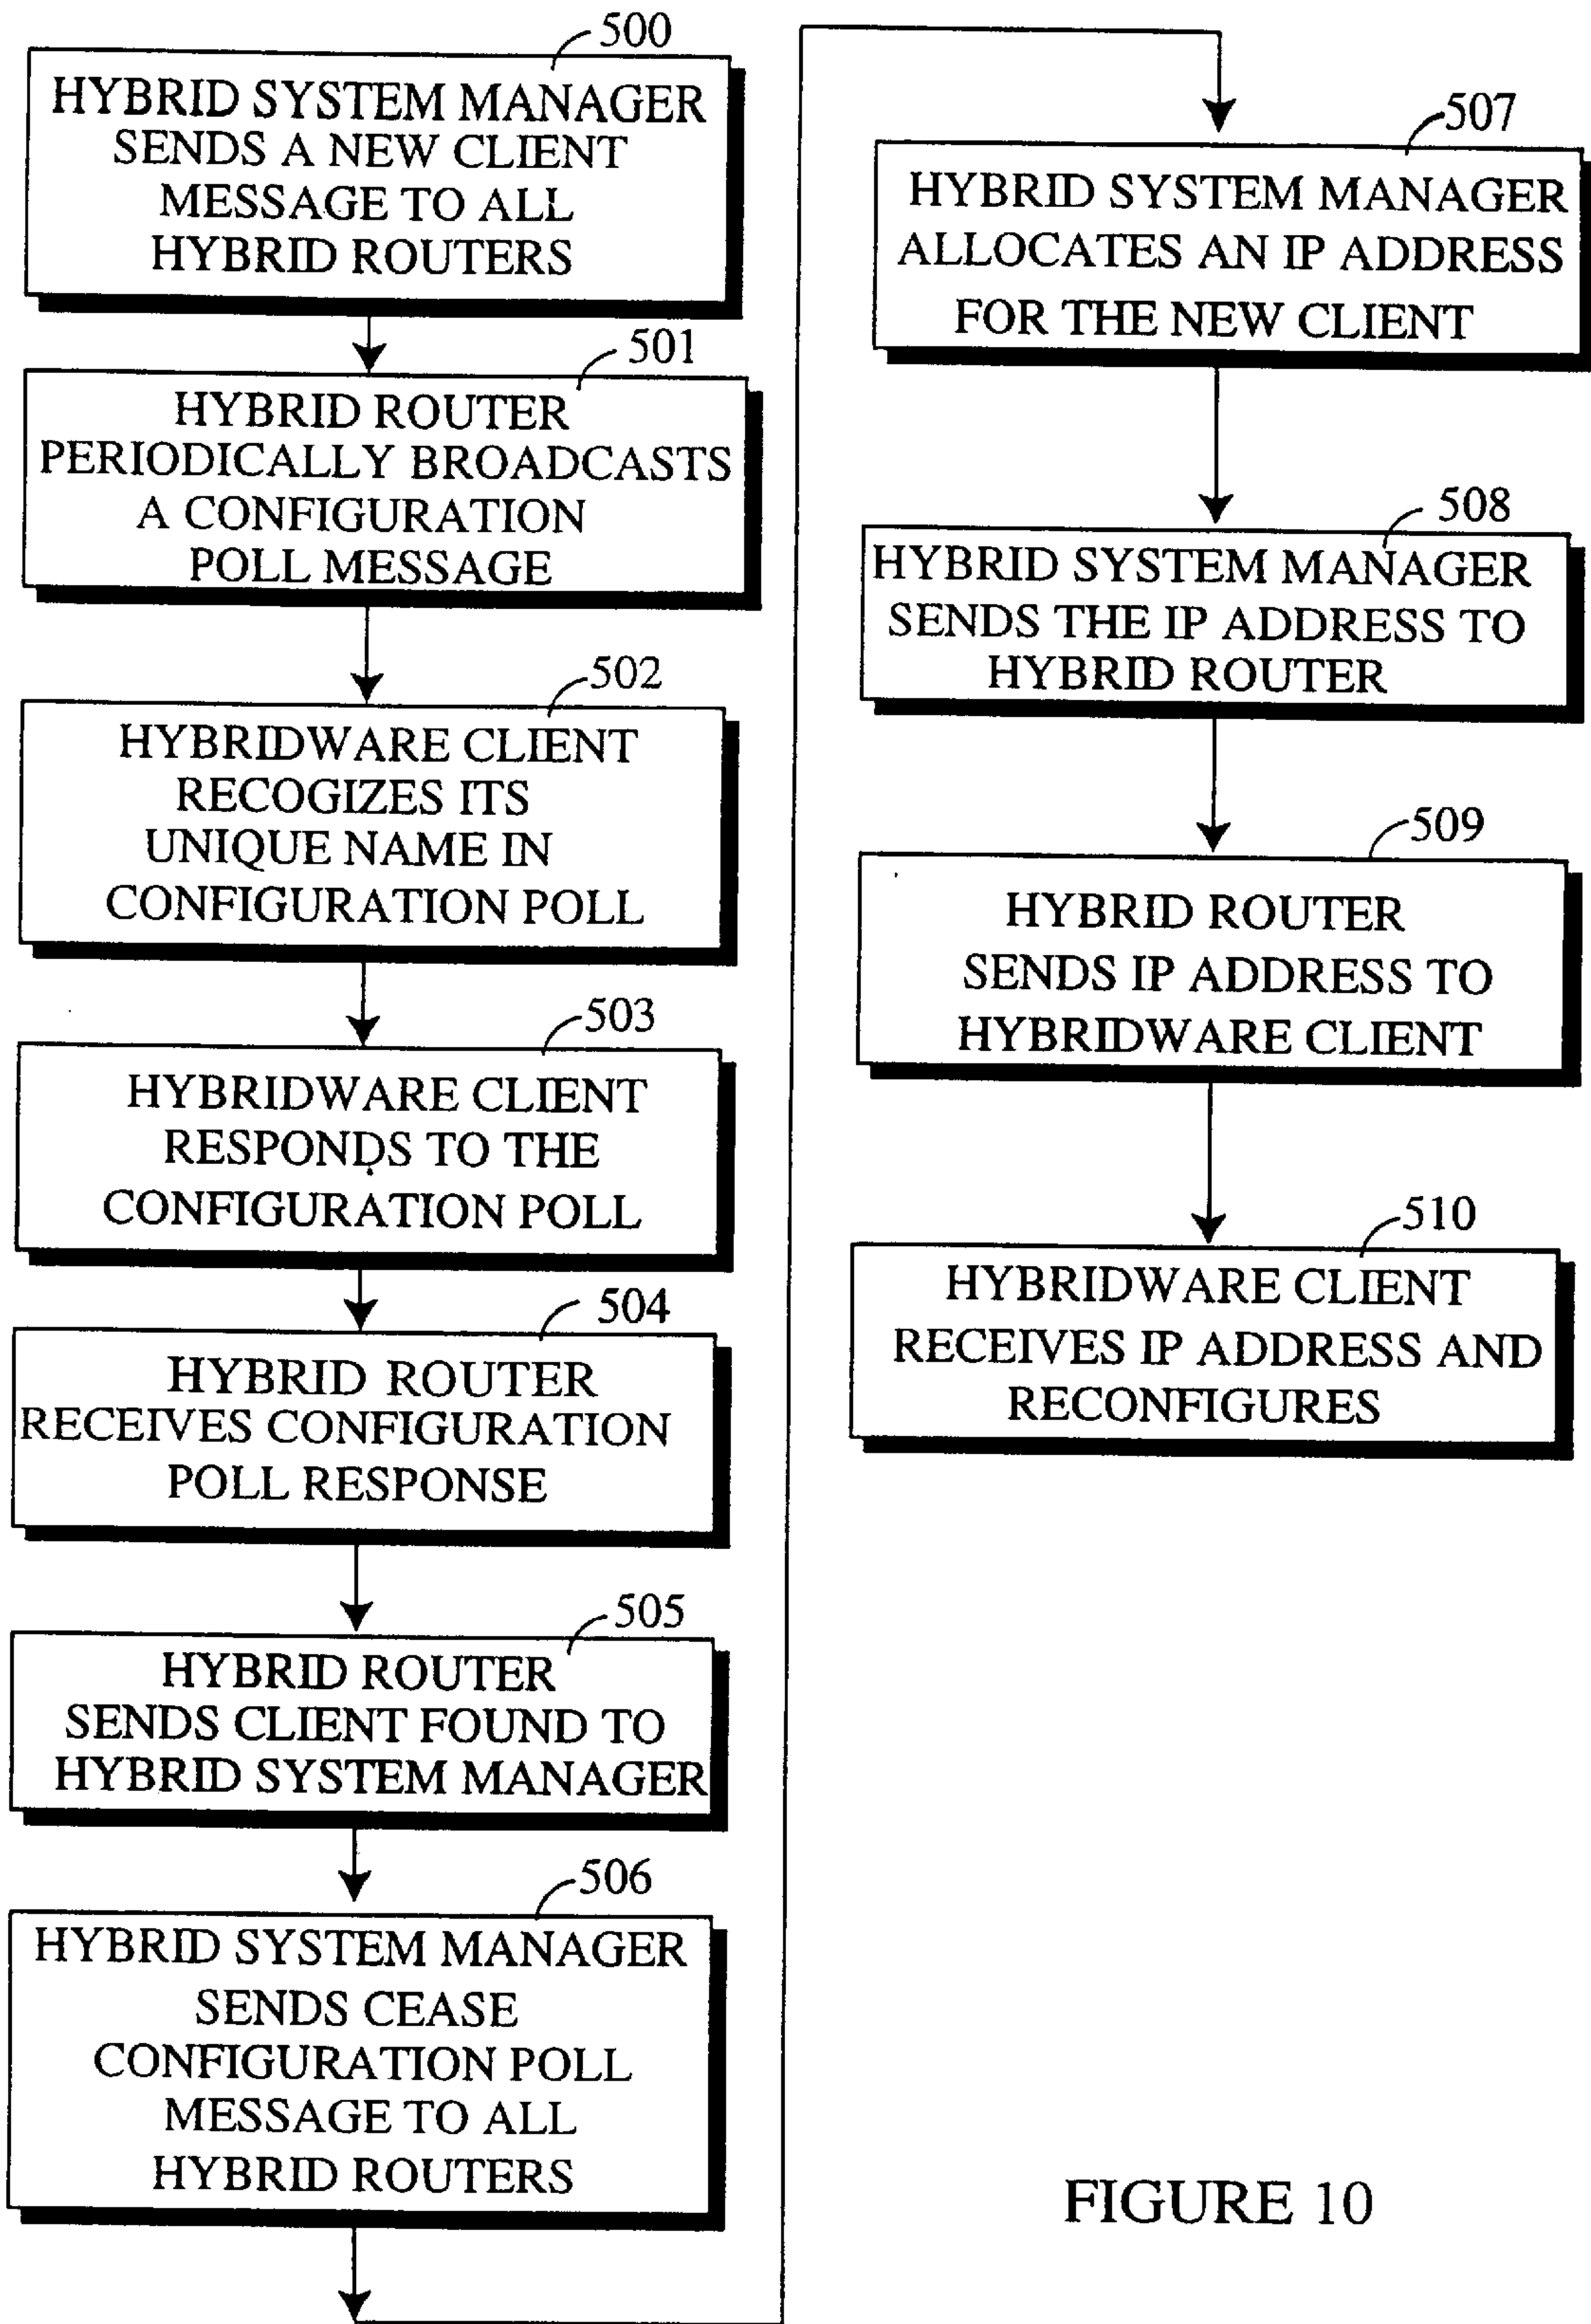 500
HYBRID SYSTEM MANAGER
SENDS A NEW CLIENT
MESSAGE TO ALL
HYBRID ROUTERS
501
HYBRID ROUTER
PERIODICALLY BROADCASTS
A CONFIGURATION
POLL MESSAGE
502
HYBRIDWARE CLIENT
RECOGIZES ITS
UNIQUE NAME IN
CONFIGURATION POLL
503
HYBRIDWARE CLIENT
RESPONDS TO THE
CONFIGURATION POLL
504
HYBRID ROUTER
RECEIVES CONFIGURATION
POLL RESPONSE
505
HYBRID ROUTER
SENDS CLIENT FOUND TO
HYBRID SYSTEM MANAGER
506
HYBRID SYSTEM MANAGER
SENDS CEASE
CONFIGURATION POLL
MESSAGE TO ALL
HYBRID ROUTERS
507
HYBRID SYSTEM MANAGER
ALLOCATES AN IP ADDRESS
FOR THE NEW CLIENT
508
HYBRID SYSTEM MANAGER
SENDS THE IP ADDRESS TO
HYBRID ROUTER
509
HYBRID ROUTER
SENDS IP ADDRESS TO
HYBRIDWARE CLIENT
510
HYBRIDWARE CLIENT
RECEIVES IP ADDRESS AND
RECONFIGURES
FIGURE 10